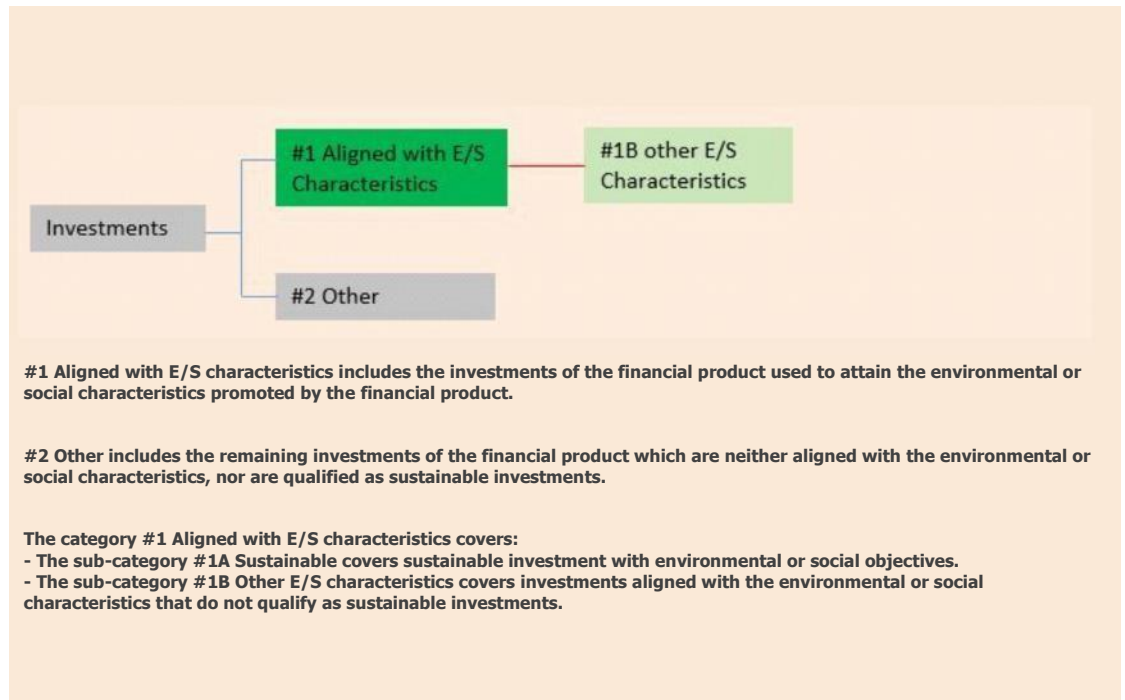 #1 Aligned with E/S
Characteristics
#1B other E/S
Characteristics
Investments
#2 Other
#1 Aligned with E/S characteristics includes the investments of the financial product used to attain the environmental or
social characteristics promoted by the financial product.
#2 Other includes the remaining investments of the financial product which are neither aligned with the environmental or
social characteristics, nor are qualified as sustainable investments.
The category #1 Aligned with E/S characteristics covers:
- The sub-category #1A Sustainable covers sustainable investment with environmental or social objectives.
- The sub-category #1B Other E/S characteristics covers investments aligned with the environmental or social
characteristics that do not qualify as sustainable investments.